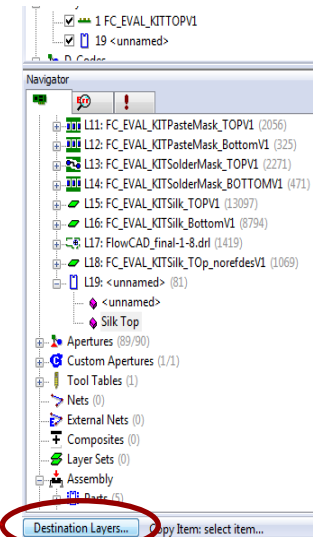 1 FC_EVAL_KITTOPV1
19 <unnamed>
D-Codes
Navigator
L11: FC_EVAL_KITPasteMask_TOPV1 (2056)
L12: FC_EVAL_KITPasteMask_BottomV1 (325)
L13: FC_EVAL_KITSolderMask_TOPV1 (2271)
L14: FC_EVAL_KITSolderMask_BOTTOMV1 (471)
L15: FC_EVAL_KITSilk_TOPV1 (13097)
L16: FC_EVAL_KITSilk_BottomV1 (8794)
L17: FlowCAD_final-1-8.drl (1419)
L18: FC_EVAL_KITSilk_TOp_norefdesV1 (1069)
L19: <unnamed> (81)
<unnamed>
Silk Top
Apertures (89/90)
Custom Apertures (1/1)
Tool Tables (1)
Nets (0)
External Nets (0)
Composites (0)
Layer Sets (0)
Assembly
Parts (5)
Destination Layers... Copy Item: select item...